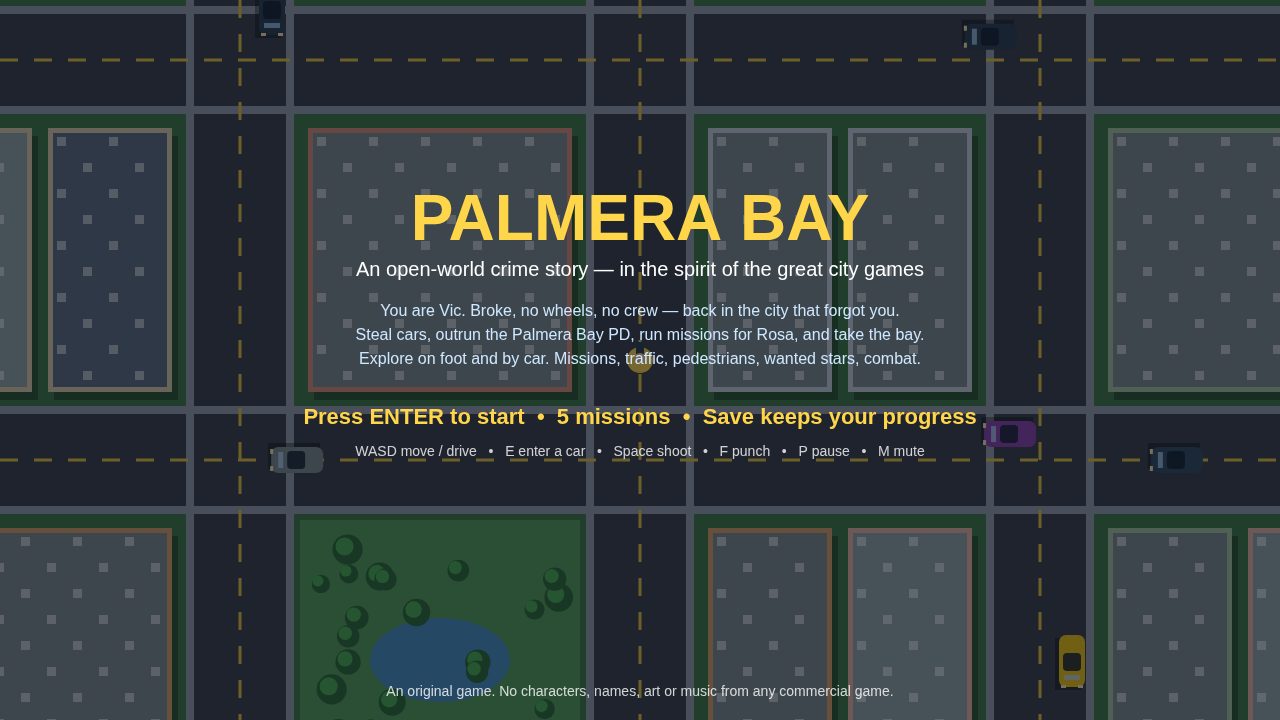 PALMERA BAY
An open-world crime story — in the spirit of the great city games
You are Vic. Broke, no wheels, no crew — back in the city that forgot you.
Steal cars, outrun the Palmera Bay PD, run missions for Rosa, and take the bay.
Explore on foot and by car. Missions, traffic, pedestrians, wanted stars, combat.
Press ENTER to start • 5 missions • Save keeps your progress
WASD move / drive • E enter a car • Space shoot • F punch • P pause • M mute
An original game. No characters, names, art or music from any commercial game.